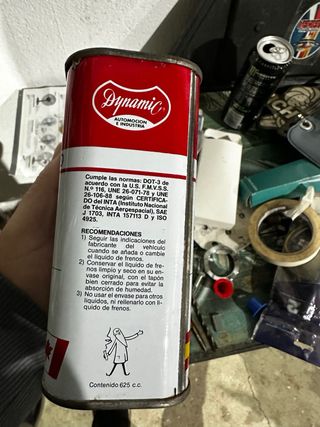 Dynamic
AUTOMOCION
E INDUSTRIA
Cumple las normas: DOT-3 de
acuerdo con la U.S. F.M.V.S.S.
N.º 116, UNE 26-071-78 y UNE
26-106-88 según CERTIFICA-
DO del INTA (Instituto Nacional
de Técnica Aergespacial), SAE
J 1703, INTA 157113 D y ISO
4925.
RECOMENDACIONES
1) Seguir las indicaciones del
fabricante del vehículo
cuando se añada o cambie
el líquido de frenos.
2) Conservar el líquido de fre-
nos limpio y seco en su en-
vase original, con el tapón
bien cerrado para evitar la
absorción de humedad.
3) No usar el envase para otros
líquidos, ni rellenarlo con lí-
quido de frenos.
Contenido 625 c.c.